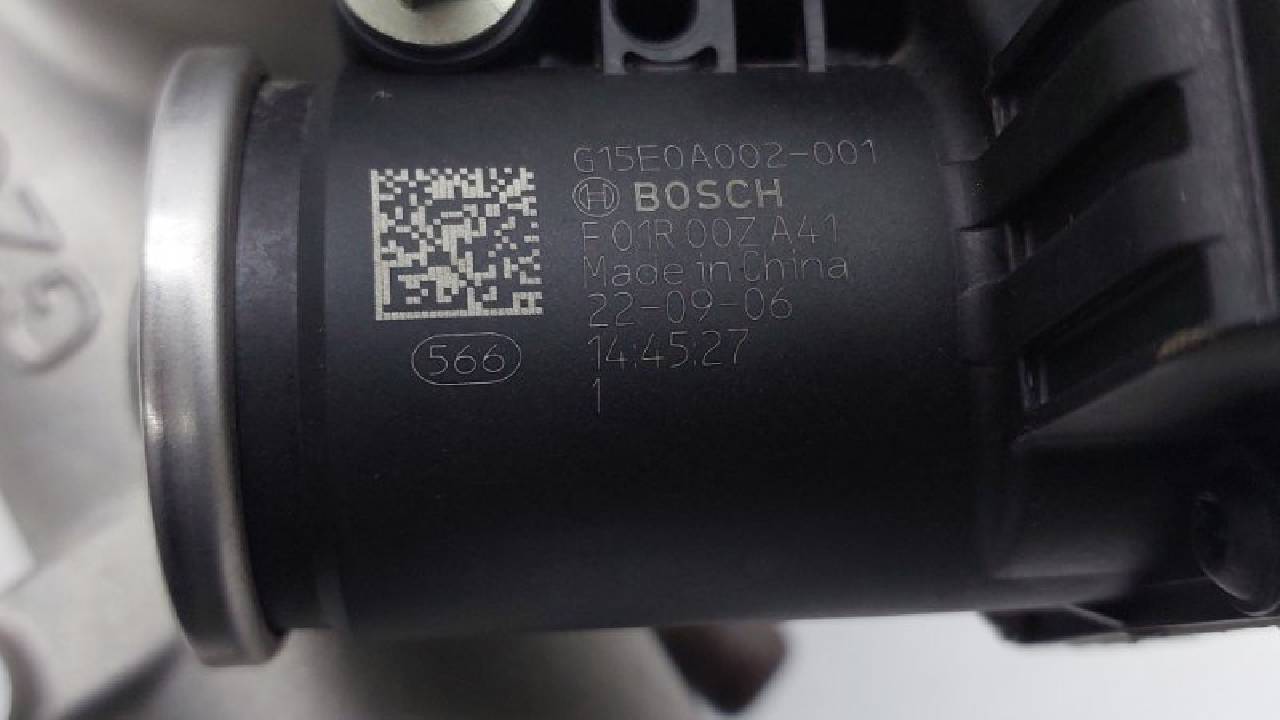 G15E0A002-001
BOSCH
F 01R 00Z A41
Made in China
22-09-06
14:45:27
1
566